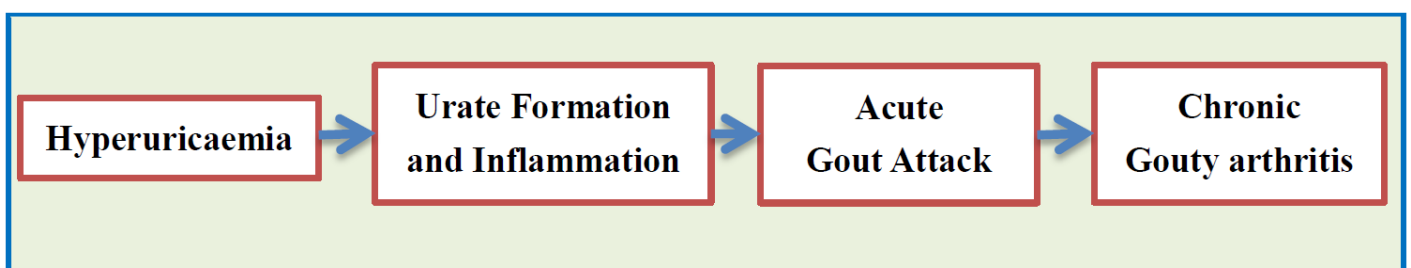 Hyperuricaemia
Urate Formation
and Inflammation
Acute
Gout Attack
Chronic
Gouty arthritis